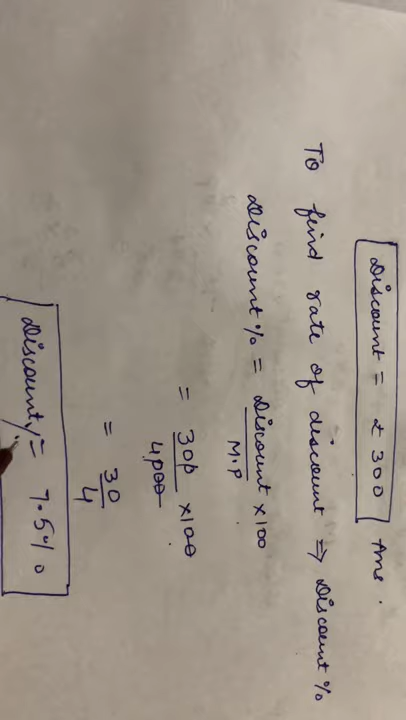 Discount = ₹ 300 Ans.
To find rate of discount ⇒ Discount %
Discount % = Discount/M.P × 100
= 300/4000 × 100
= 30/4
Discount % = 7.5%